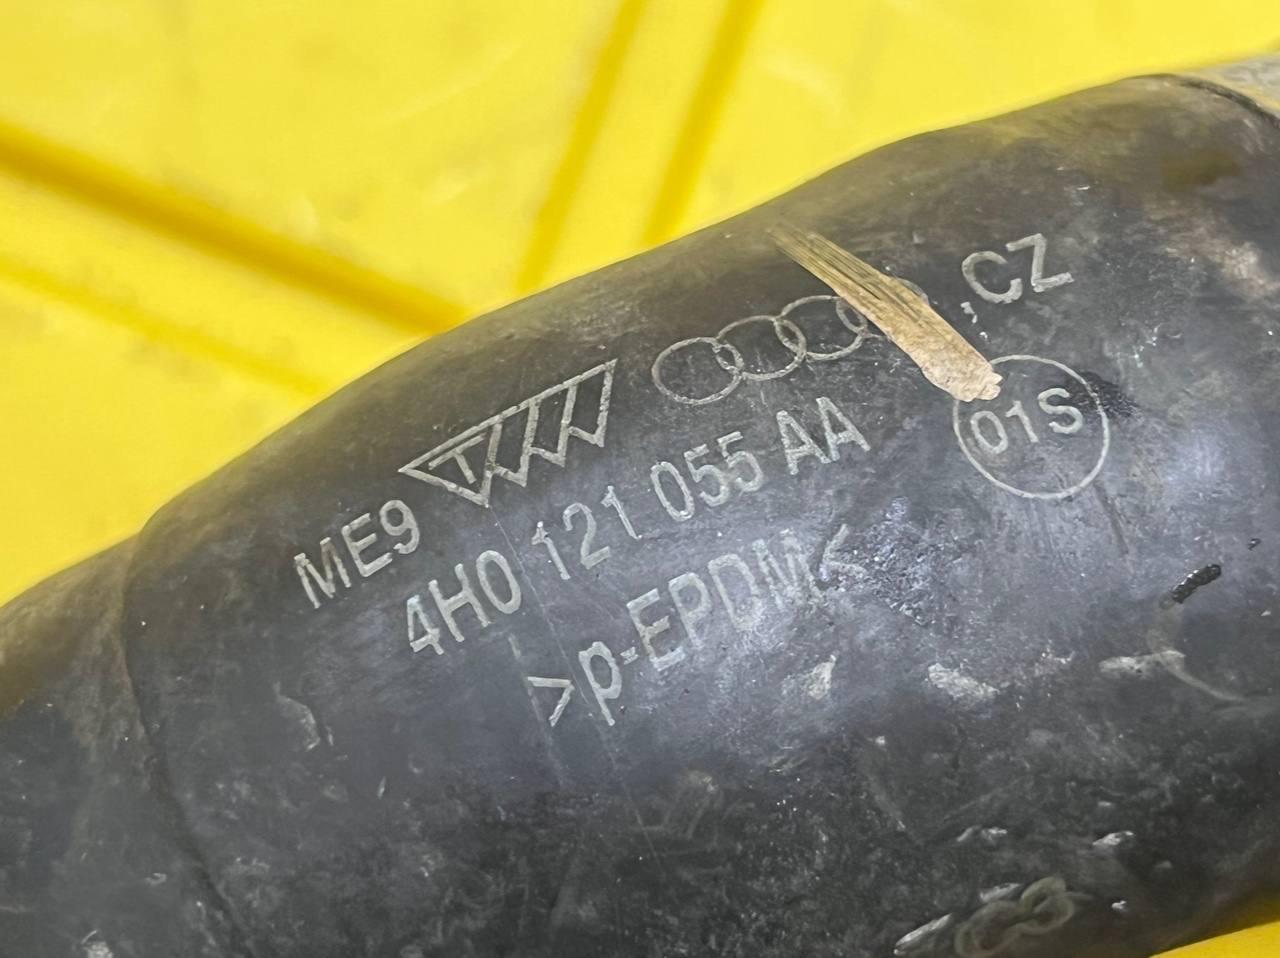 .CZ
ME9
4H0 121 055 AA
01S
>p-EPDM<